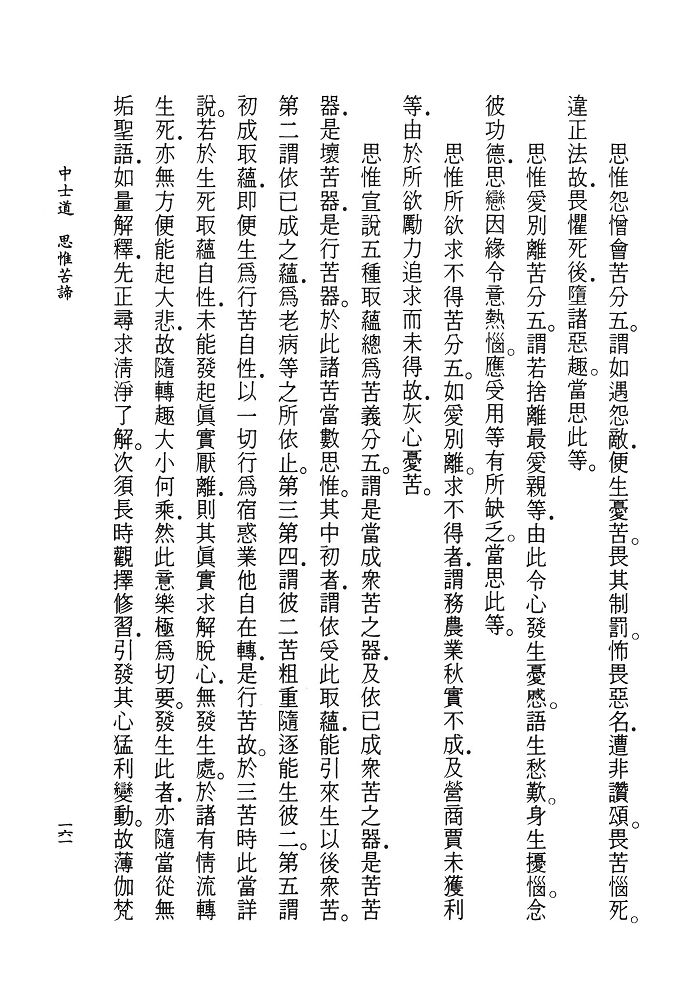 思惟怨憎會苦分五。謂如遇怨敵.便生憂苦。畏其制罰。怖畏惡名.遭非讚頌。畏苦惱死。
違正法故.畏懼死後.墮諸惡趣。當思此等。
思惟愛別離苦分五。謂若捨離最愛親等.由此令心發生憂慼。語生愁歎。身生擾惱。念
彼功德.思戀因緣令意熱惱。應受用等有所缺乏。當思此等。
思惟所欲求不得苦分五。如愛別離。求不得者.謂務農業秋實不成.及營商賈未獲利
等.由於所欲勵力追求而未得故.灰心憂苦。
思惟宣說五種取蘊總爲苦義分五。謂是當成衆苦之器.及依已成衆苦之器.是苦苦
器.是壞苦器.是行苦器。於此諸苦當數思惟。其中初者.謂依受此取蘊.能引來生以後衆苦。
第二謂依已成之蘊.爲老病等之所依止。第三第四.謂彼二苦粗重隨逐能生彼二。第五謂
初成取蘊.即便生爲行苦自性.以一切行爲宿惑業他自在轉.是行苦故。於三苦時此當詳
說。若於生死取蘊自性.未能發起眞實厭離.則其眞實求解脫心.無發生處。於諸有情流轉
生死.亦無方便能起大悲.故隨轉趣大小何乘.然此意樂極爲切要。發生此者.亦隨當從無
垢聖語.如量解釋.先正尋求淸淨了解。次須長時觀擇修習.引發其心猛利變動。故薄伽梵
中士道 思惟苦諦
一六一